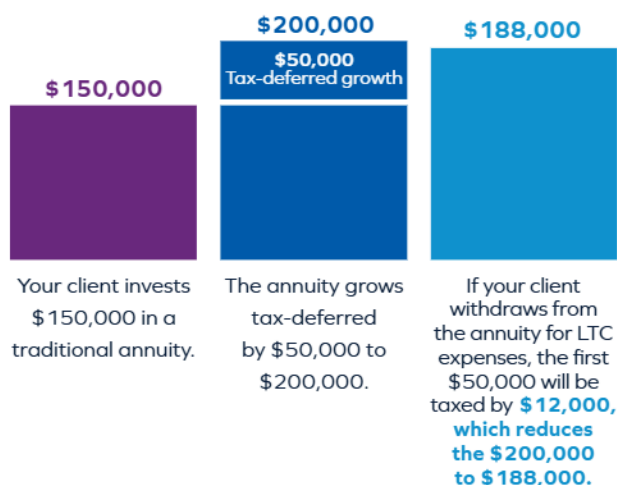 $150,000
Your client invests
$150,000 in a
traditional annuity.
$200,000
$50,000
Tax-deferred growth
The annuity grows
tax-deferred
by $50,000 to
$200,000.
$188,000
If your client
withdraws from
the annuity for LTC
expenses, the first
$50,000 will be
taxed by $12,000,
which reduces
the $200,000
to $188,000.